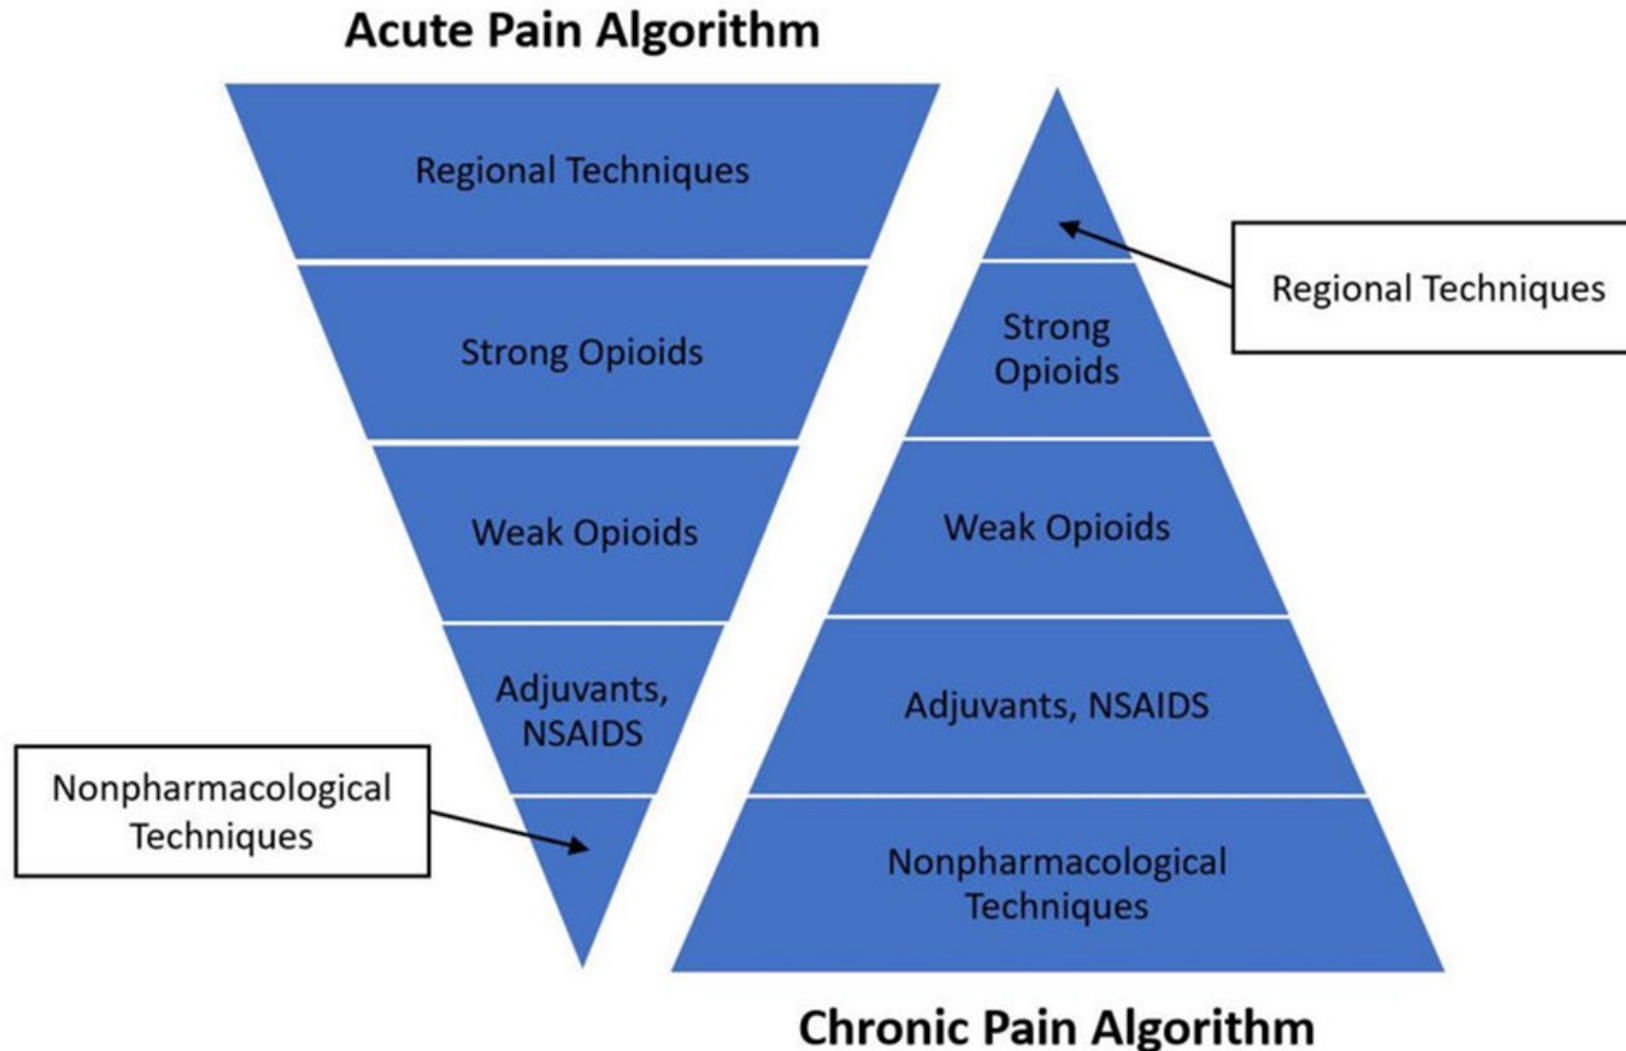 Acute Pain Algorithm
Regional Techniques
Strong Opioids
Weak Opioids
Adjuvants,
NSAIDS
Nonpharmacological
Techniques
Regional Techniques
Strong
Opioids
Weak Opioids
Adjuvants, NSAIDS
Nonpharmacological
Techniques
Chronic Pain Algorithm